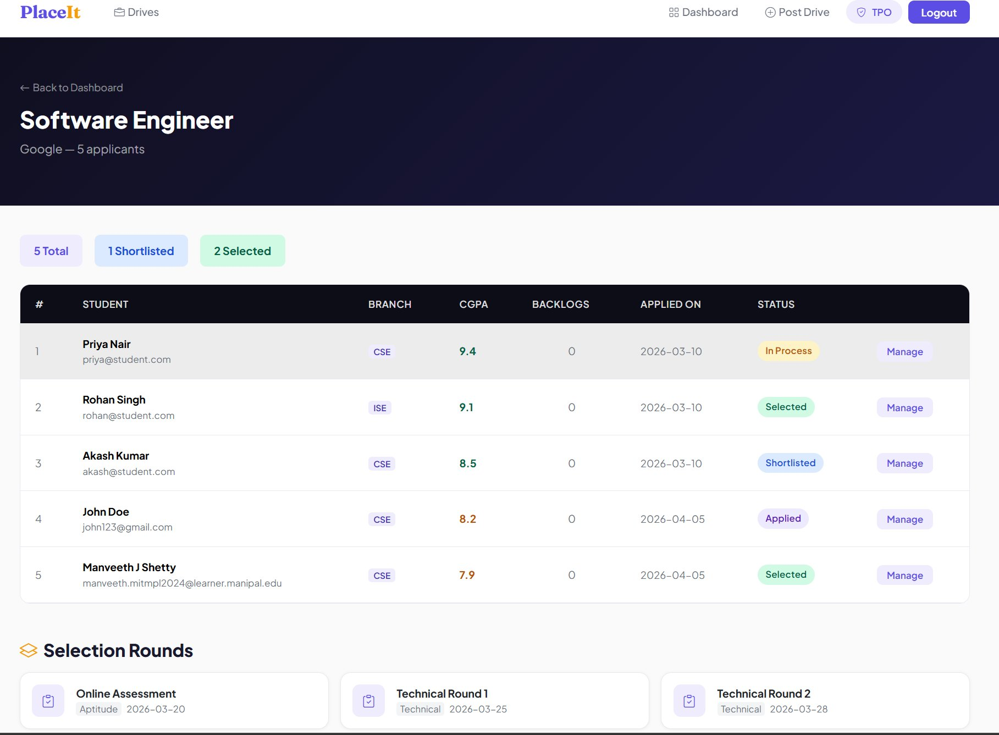 PlaceIt Drives Dashboard Post Drive TPO Logout
← Back to Dashboard
Software Engineer
Google — 5 applicants
5 Total 1 Shortlisted 2 Selected
# STUDENT BRANCH CGPA BACKLOGS APPLIED ON STATUS
1 Priya Nair CSE 9.4 0 2026-03-10 In Process Manage
priya@student.com
2 Rohan Singh ISE 9.1 0 2026-03-10 Selected Manage
rohan@student.com
3 Akash Kumar CSE 8.5 0 2026-03-10 Shortlisted Manage
akash@student.com
4 John Doe CSE 8.2 0 2026-04-05 Applied Manage
john123@gmail.com
5 Manveeth J Shetty CSE 7.9 0 2026-04-05 Selected Manage
manveeth.mitmpl2024@learner.manipal.edu
Selection Rounds
Online Assessment
Aptitude 2026-03-20
Technical Round 1
Technical 2026-03-25
Technical Round 2
Technical 2026-03-28